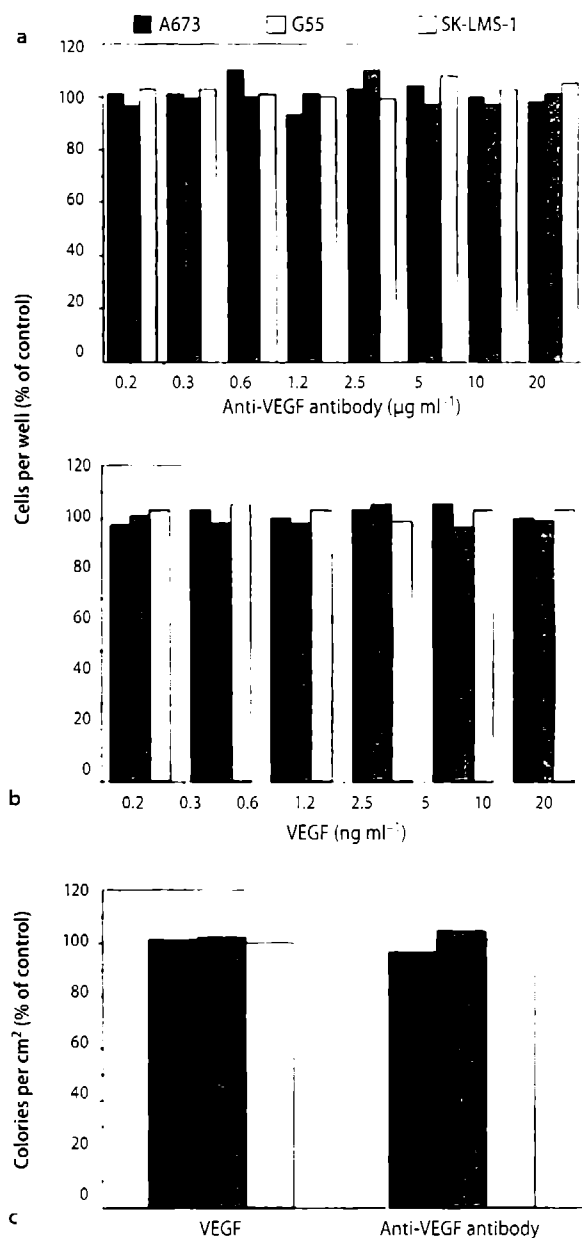 A673 G55 SK-LMS-1
a
120
100
80
60
40
20
0
0.2 0.3 0.6 1.2 2.5 5 10 20
Anti-VEGF antibody (µg ml⁻¹)
Cells per well (% of control)
120
100
80
60
40
20
0
0.2 0.3 0.6 1.2 2.5 5 10 20
b
VEGF (ng ml⁻¹)
120
100
80
60
40
20
0
Colories per cm² (% of control)
c
VEGF Anti-VEGF antibody